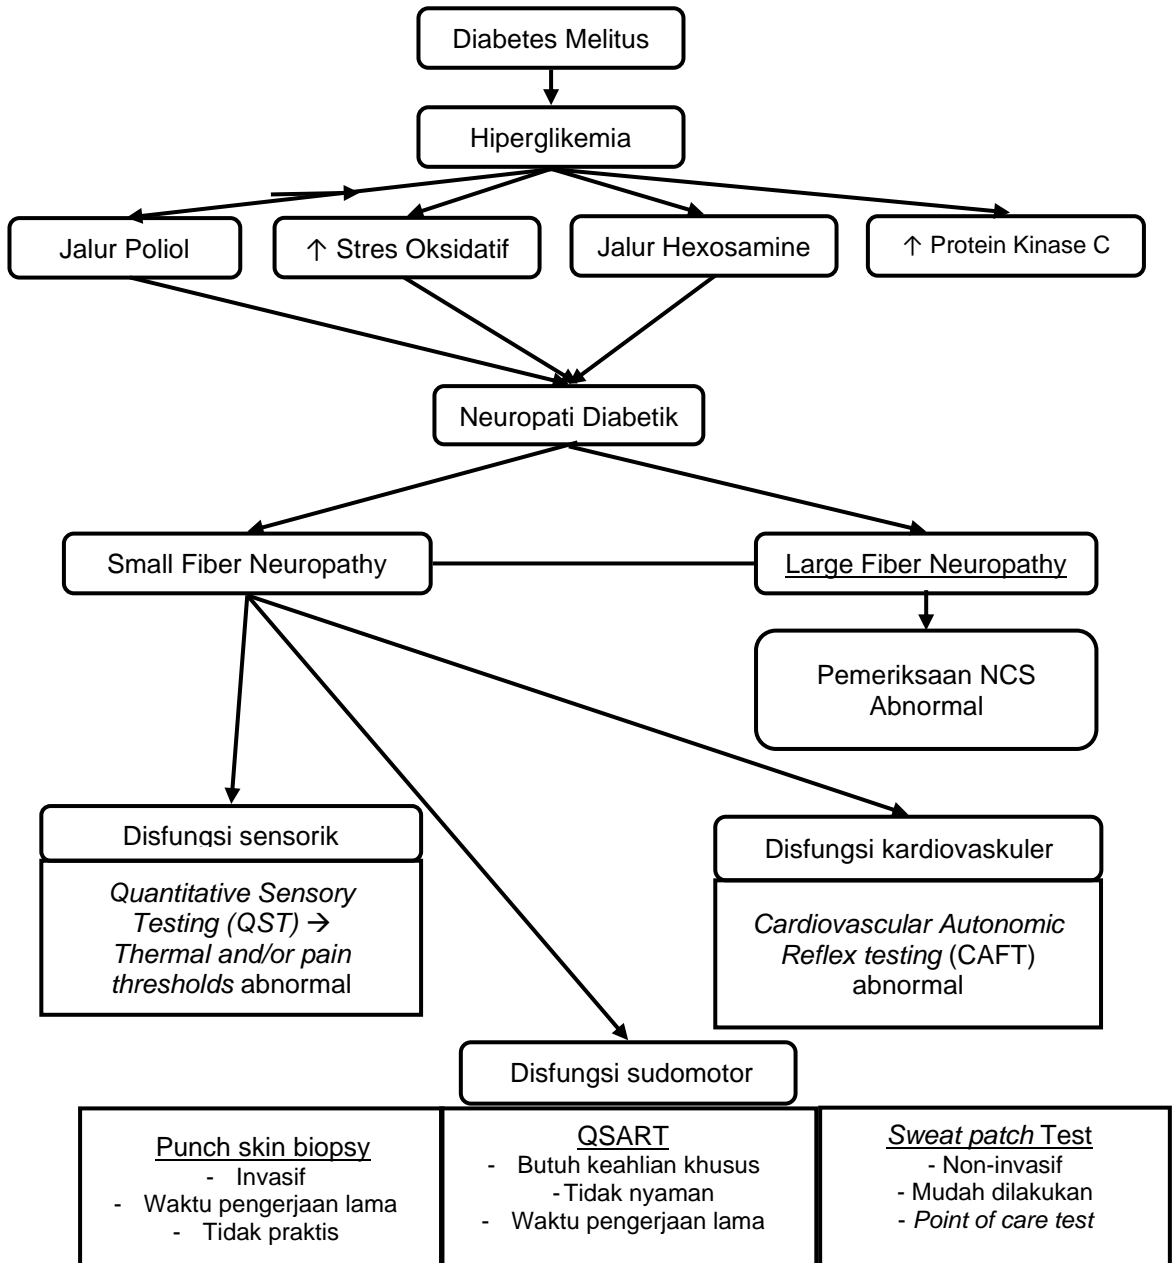 Diabetes Melitus
Hiperglikemia
Jalur Poliol
↑ Stres Oksidatif
Jalur Hexosamine
↑ Protein Kinase C
Neuropati Diabetik
Small Fiber Neuropathy
Large Fiber Neuropathy
Pemeriksaan NCS
Abnormal
Disfungsi sensorik
Quantitative Sensory
Testing (QST) →
Thermal and/or pain
thresholds abnormal
Disfungsi kardiovaskuler
Cardiovascular Autonomic
Reflex testing (CAFT)
abnormal
Disfungsi sudomotor
Punch skin biopsy
- Invasif
- Waktu pengerjaan lama
- Tidak praktis
QSART
- Butuh keahlian khusus
-Tidak nyaman
- Waktu pengerjaan lama
Sweat patch Test
- Non-invasif
- Mudah dilakukan
- Point of care test